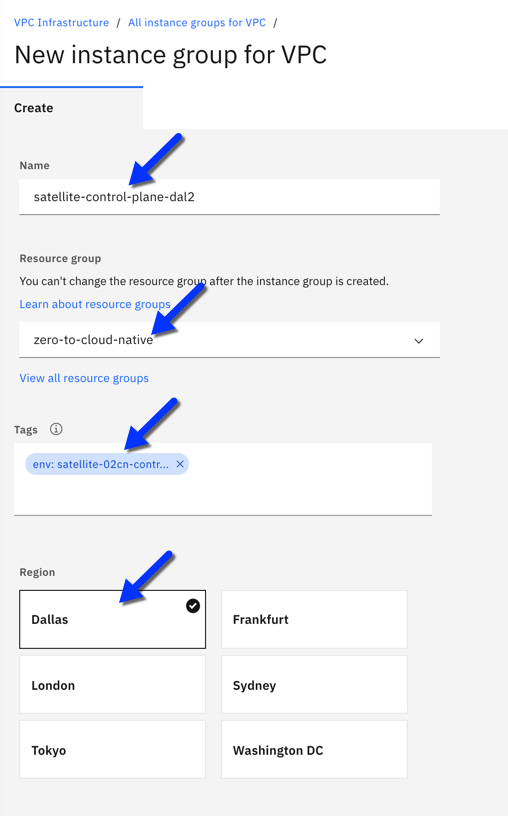 VPC Infrastructure / All instance groups for VPC /
New instance group for VPC
Create
Name
satellite-control-plane-dal2
Resource group
You can't change the resource group after the instance group is created.
Learn about resource groups
zero-to-cloud-native
View all resource groups
Tags
env: satellite-02cn-contr... ×
Region
Dallas
Frankfurt
London
Sydney
Tokyo
Washington DC